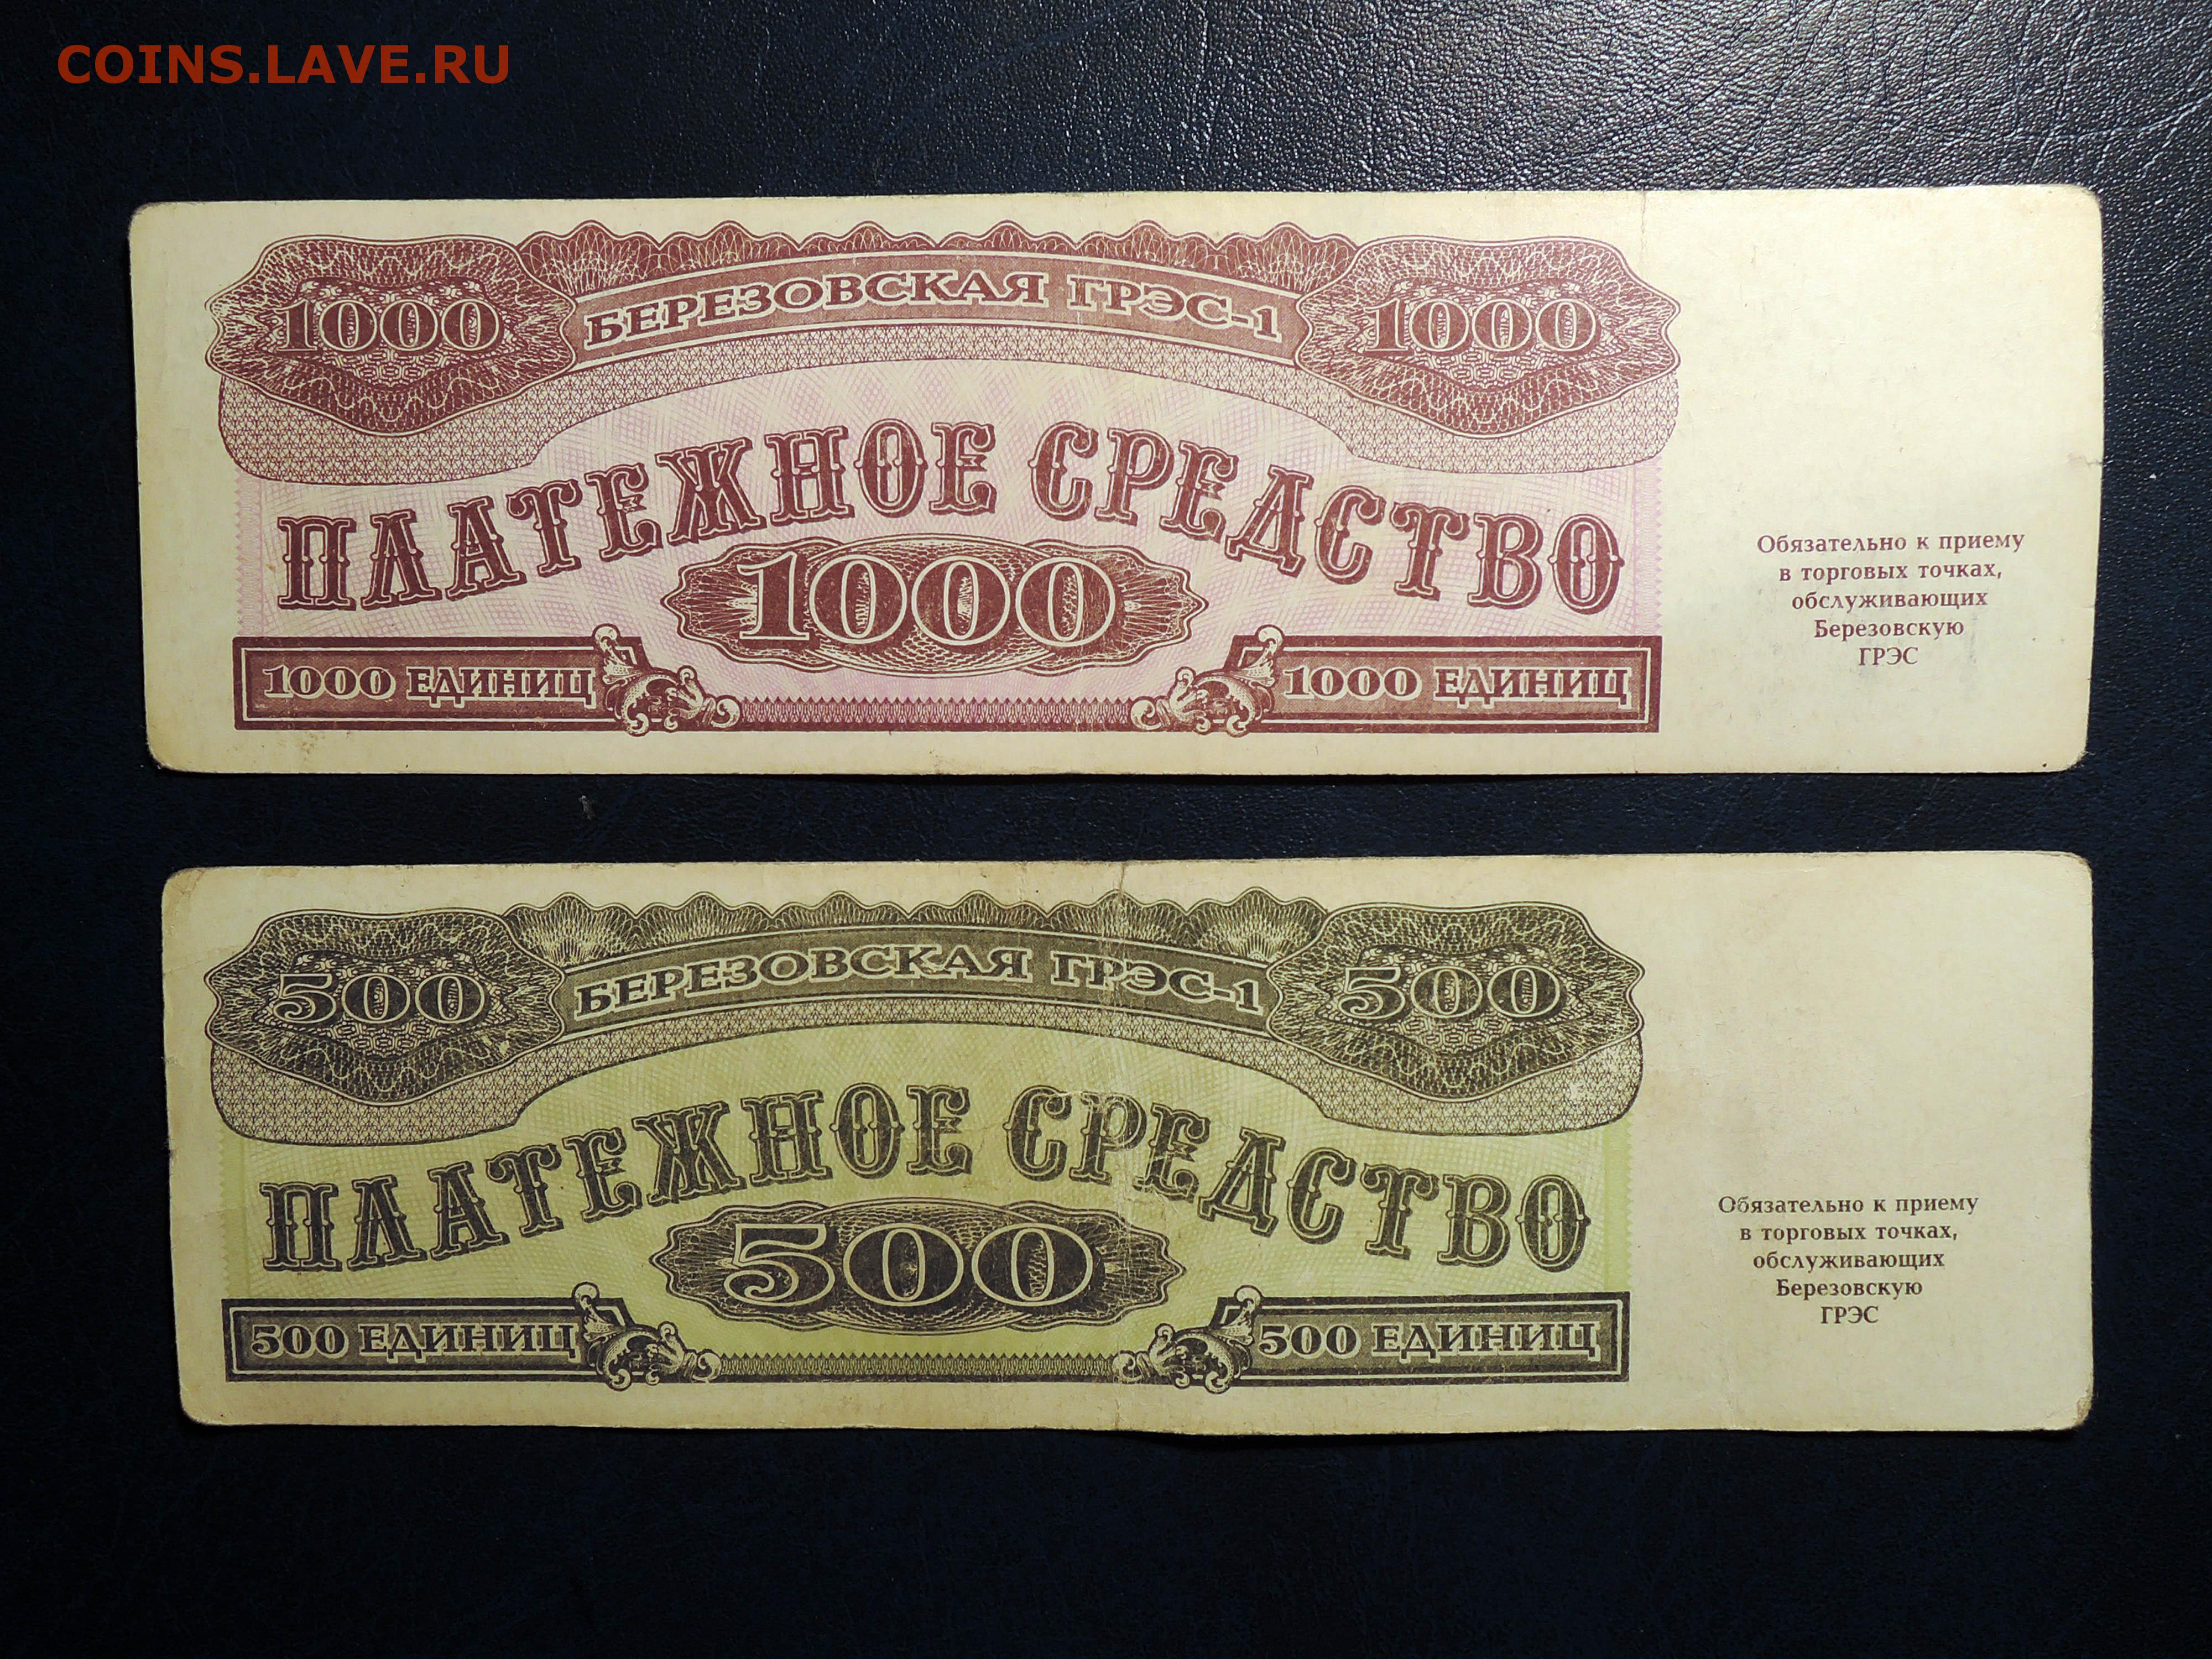 COINS.LAVE.RU
1000 БЕРЕЗОВСКАЯ ГРЭС-1 1000
ПЛАТЕЖНОЕ СРЕДСТВО
1000
1000 ЕДИНИЦ 1000 ЕДИНИЦ
Обязательно к приему
в торговых точках,
обслуживающих
Березовскую
ГРЭС
500 БЕРЕЗОВСКАЯ ГРЭС-1 500
ПЛАТЕЖНОЕ СРЕДСТВО
500
500 ЕДИНИЦ 500 ЕДИНИЦ
Обязательно к приему
в торговых точках,
обслуживающих
Березовскую
ГРЭС